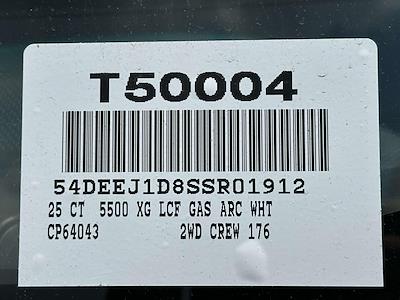 T50004
54DEEJ1D8SSR01912
25 CT 5500 XG LCF GAS ARC WHT
CP64043 2WD CREW 176